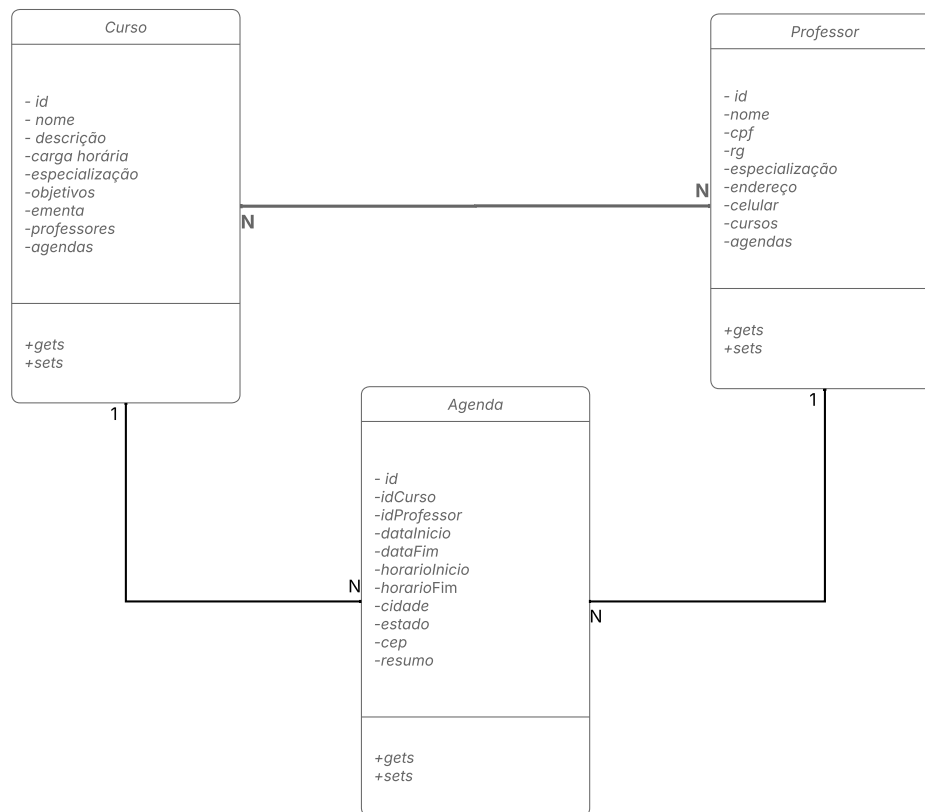 Curso
- id
- nome
- descrição
-carga horária
-especialização
-objetivos
-ementa
-professores
-agendas
+gets
+sets
N
N
Professor
- id
-nome
-cpf
-rg
-especialização
-endereço
-celular
-cursos
-agendas
+gets
+sets
1
1
Agenda
- id
-idCurso
-idProfessor
-dataInicio
-dataFim
-horarioInicio
-horarioFim
-cidade
-estado
-cep
-resumo
N
N
+gets
+sets